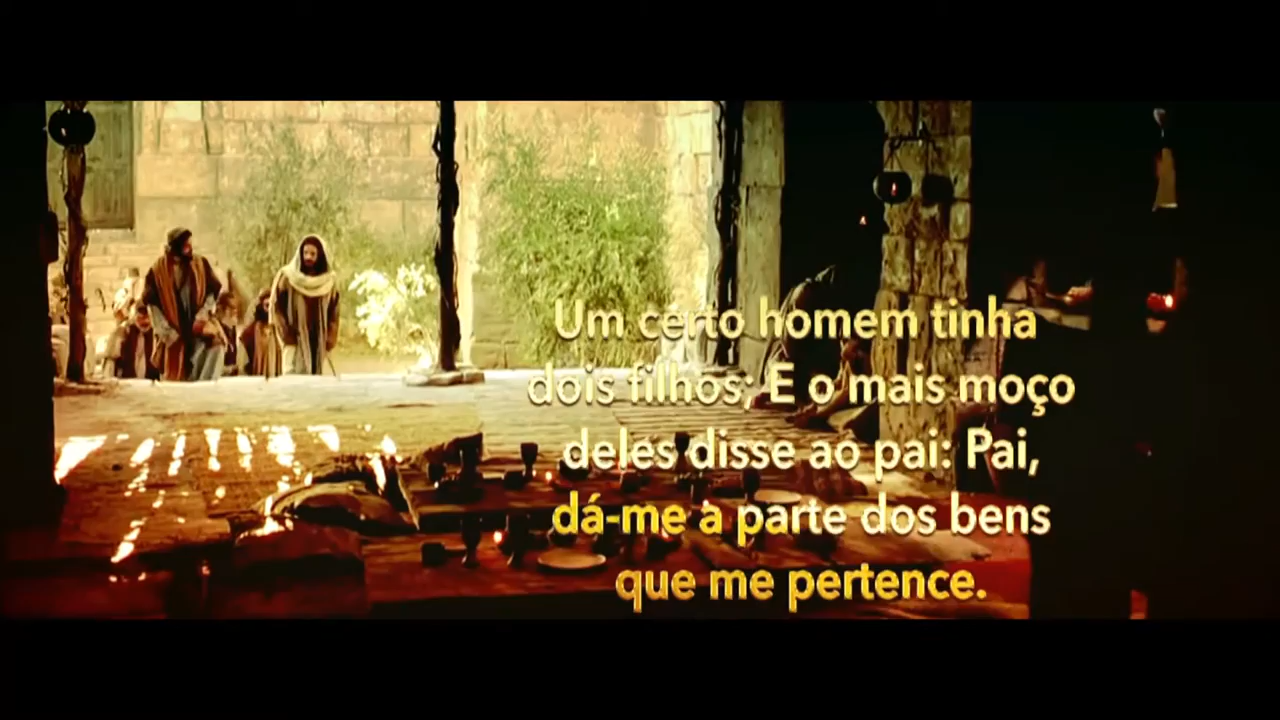 Um certo homem tinha
dois filhos; E o mais moço
deles disse ao pai: Pai,
dá-me a parte dos bens
que me pertence.